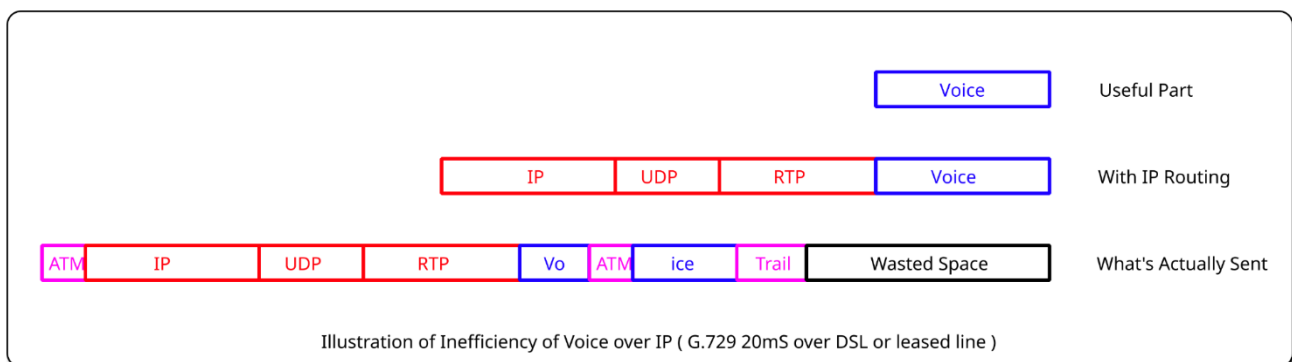 Voice Useful Part
IP UDP RTP Voice With IP Routing
ATM IP UDP RTP Vo ATM ice Trail Wasted Space What's Actually Sent
Illustration of Inefficiency of Voice over IP ( G.729 20mS over DSL or leased line )